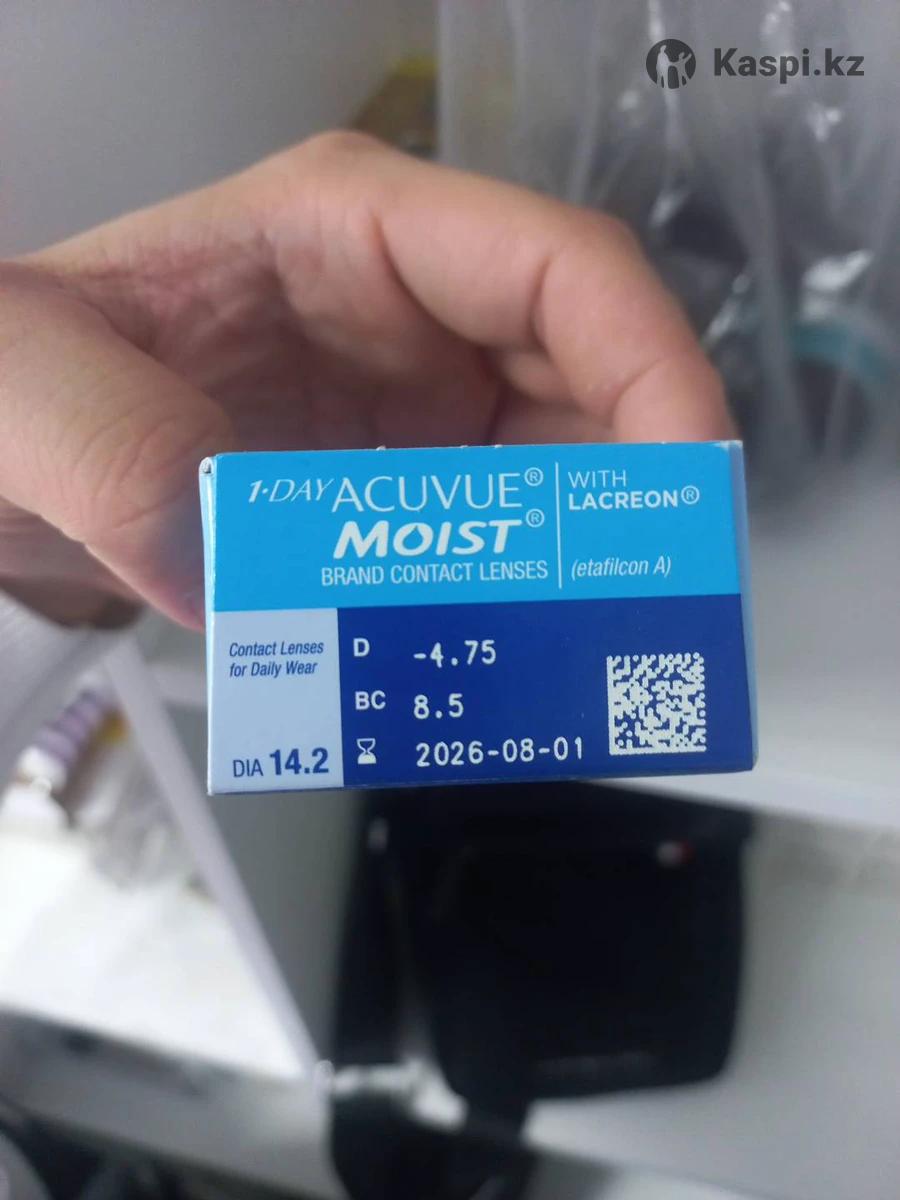 Kaspi.kz
1·DAY ACUVUE®
MOIST®
BRAND CONTACT LENSES
WITH
LACREON®
(etafilcon A)
Contact Lenses
for Daily Wear
DIA 14.2
D -4.75
BC 8.5
2026-08-01